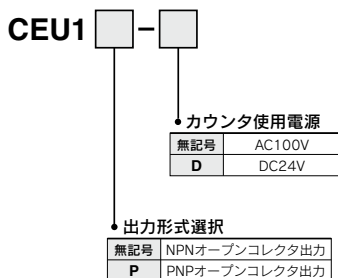 CEU1 －
カウンタ使用電源
無記号 AC100V
D DC24V
出力形式選択
無記号 NPNオープンコレクタ出力
P PNPオープンコレクタ出力